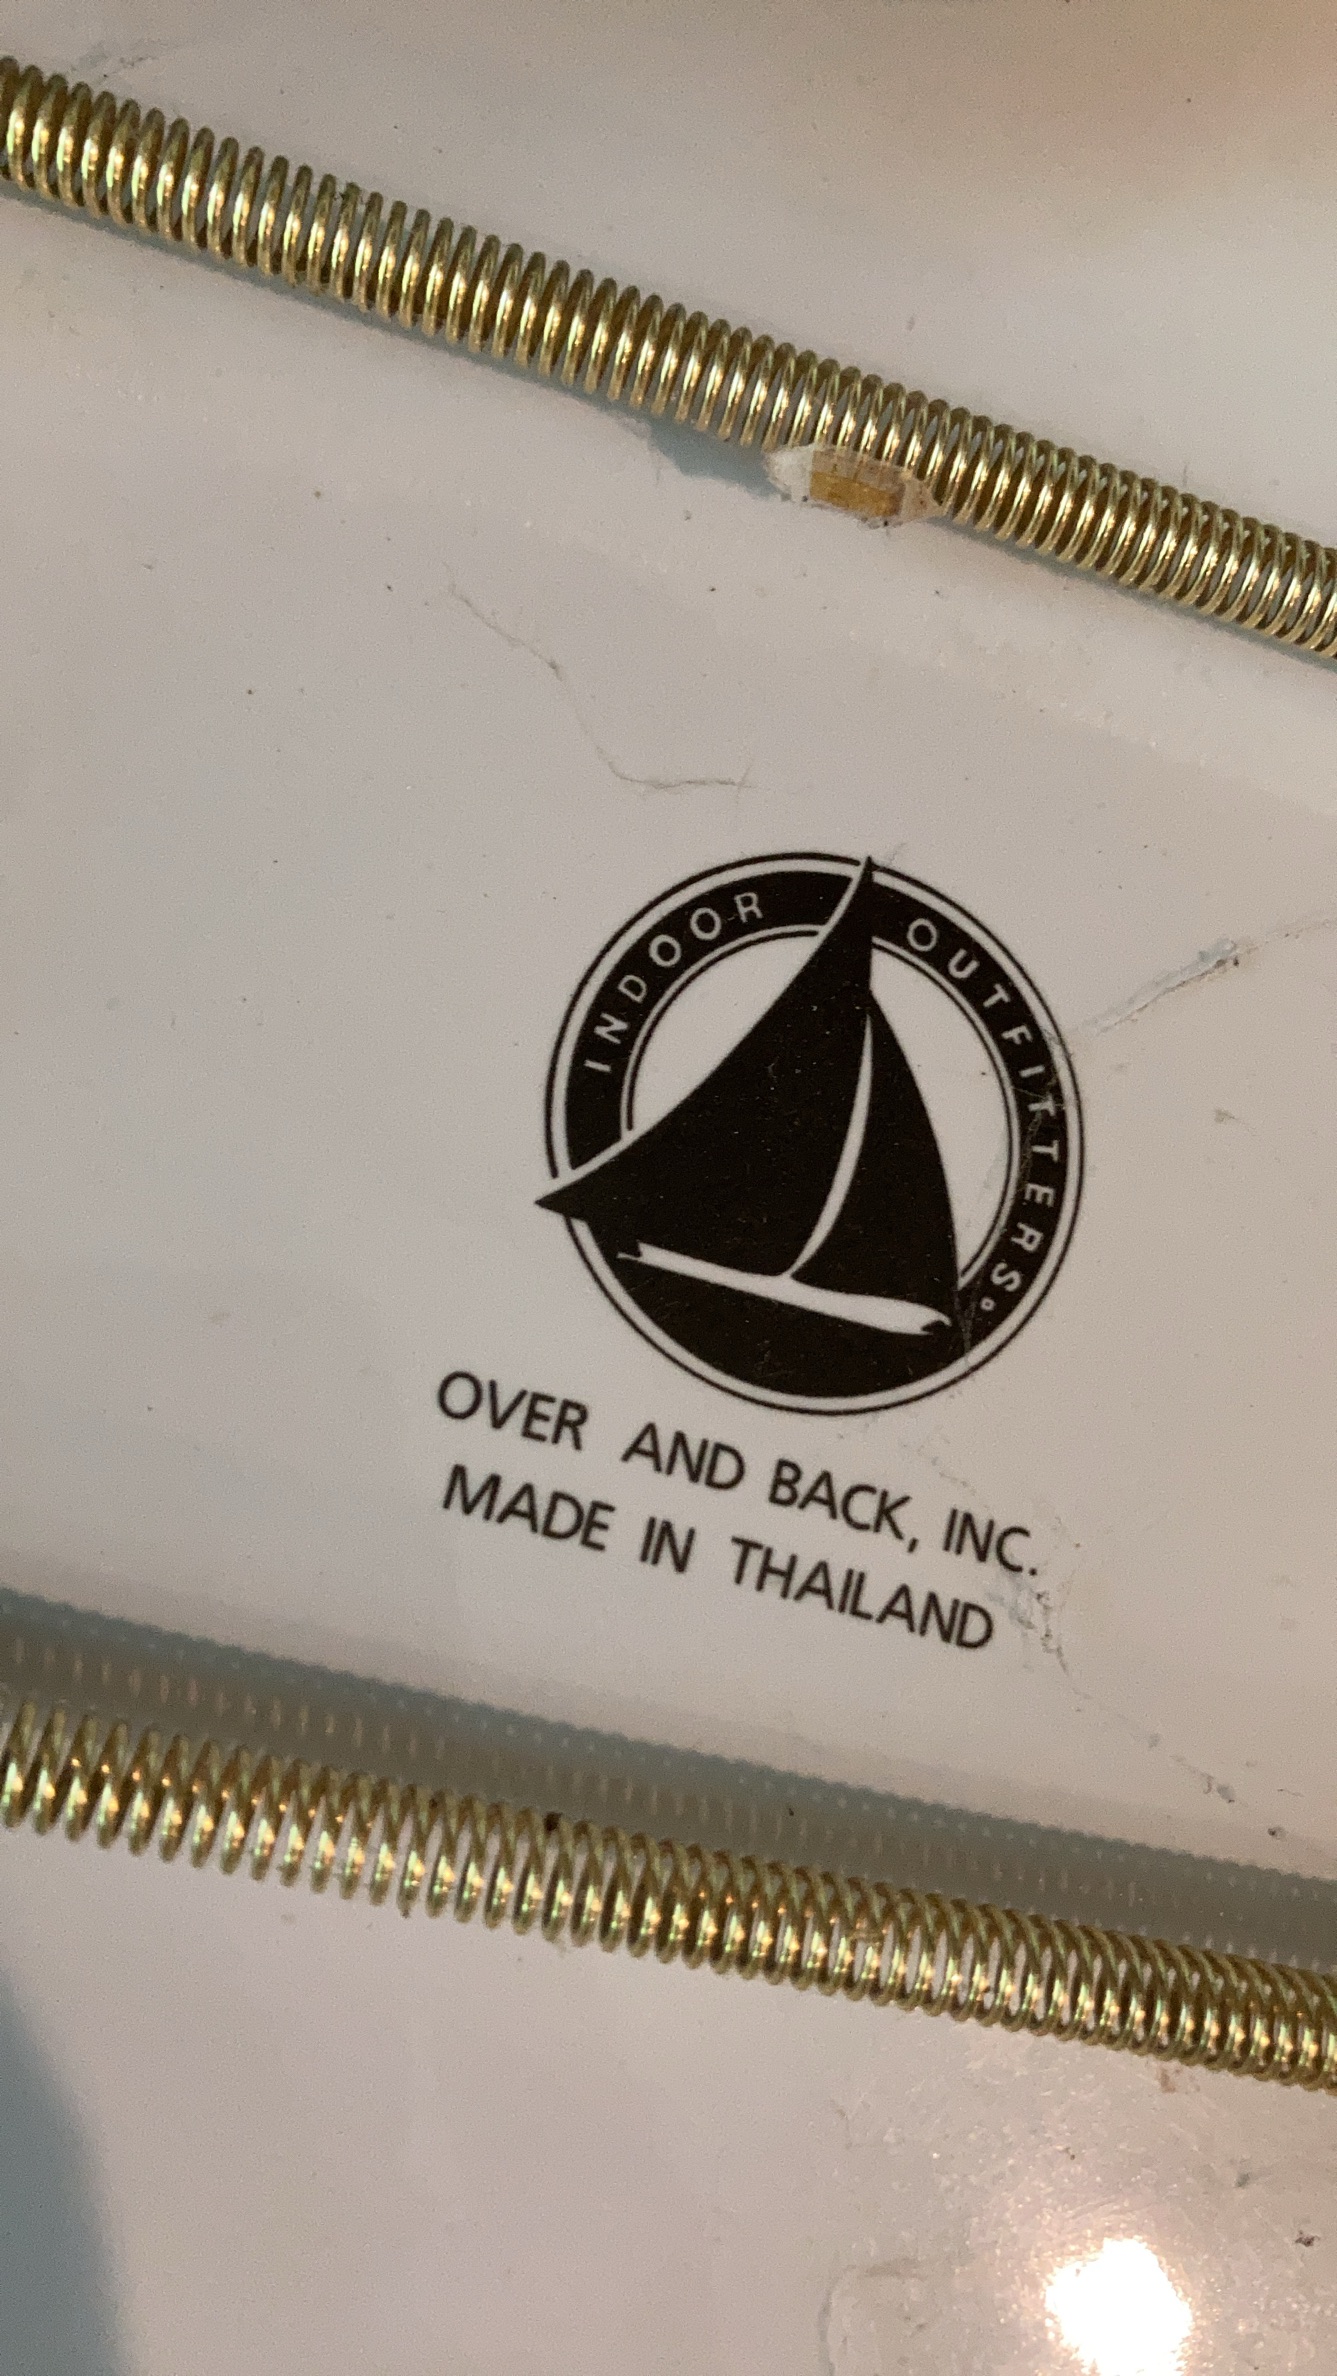 INDOOR OUTFITTERS®
OVER AND BACK, INC.
MADE IN THAILAND